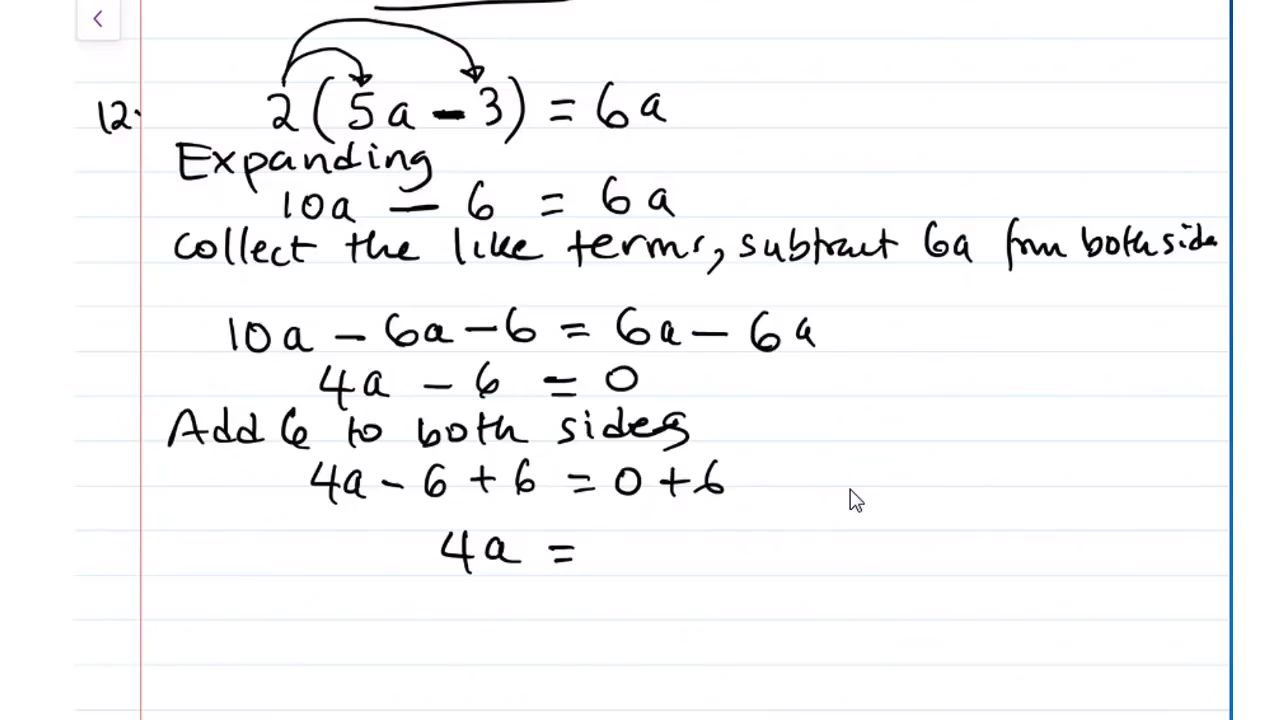 12. 2(5a - 3) = 6a
Expanding
10a - 6 = 6a
Collect the like terms, subtract 6a from both side
10a - 6a - 6 = 6a - 6a
4a - 6 = 0
Add 6 to both sides
4a - 6 + 6 = 0 + 6
4a =